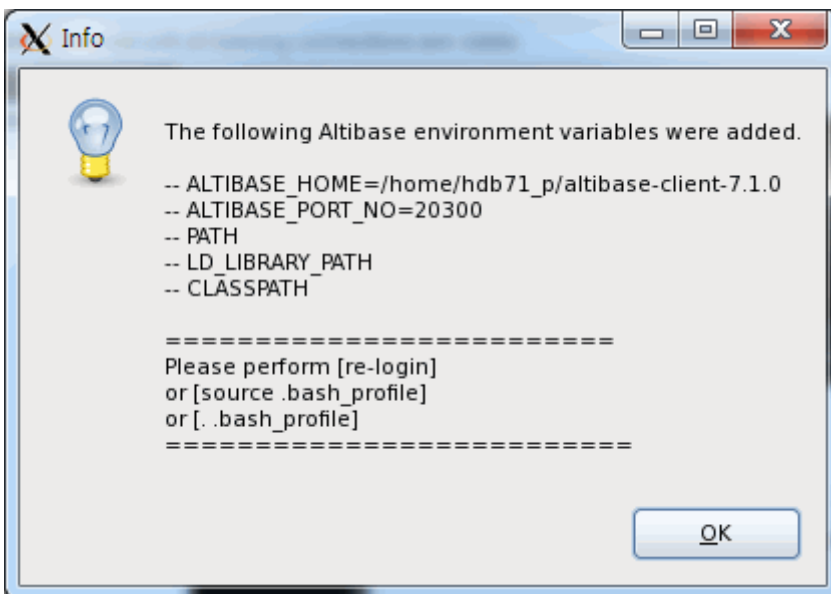 Info
The following Altibase environment variables were added.
-- ALTIBASE_HOME=/home/hdb71_p/altibase-client-7.1.0
-- ALTIBASE_PORT_NO=20300
-- PATH
-- LD_LIBRARY_PATH
-- CLASSPATH
==========================
Please perform [re-login]
or [source .bash_profile]
or [. .bash_profile]
===========================
OK